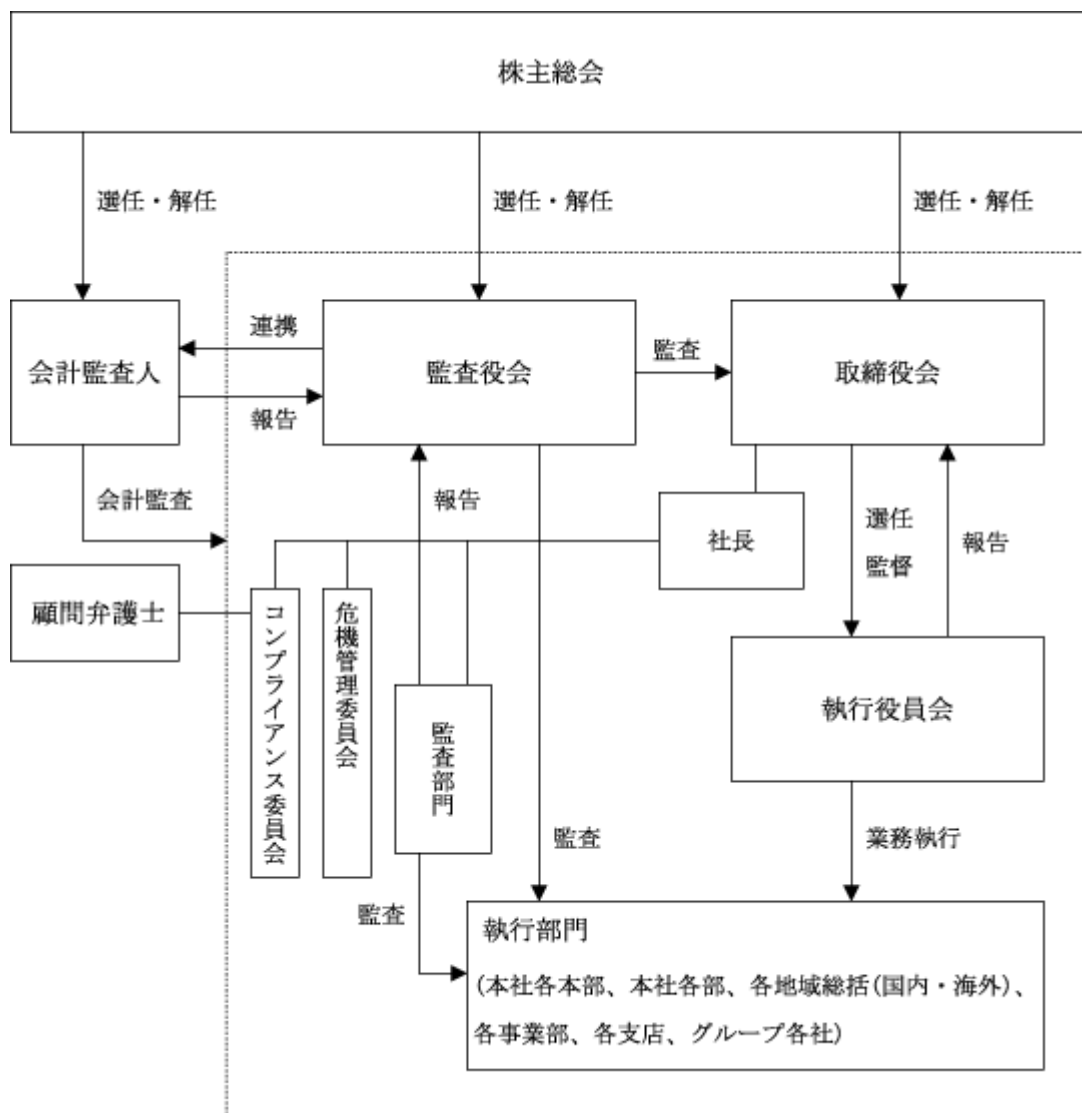 株主総会
選任・解任
選任・解任
選任・解任
連携
監査
会計監査人
監査役会
取締役会
報告
会計監査
報告
社長
選任
監督
報告
顧問弁護士
コンプライアンス委員会
危機管理委員会
監査部門
執行役員会
監査
業務執行
監査
執行部門
(本社各本部、本社各部、各地域総括(国内・海外)、
各事業部、各支店、グループ各社)